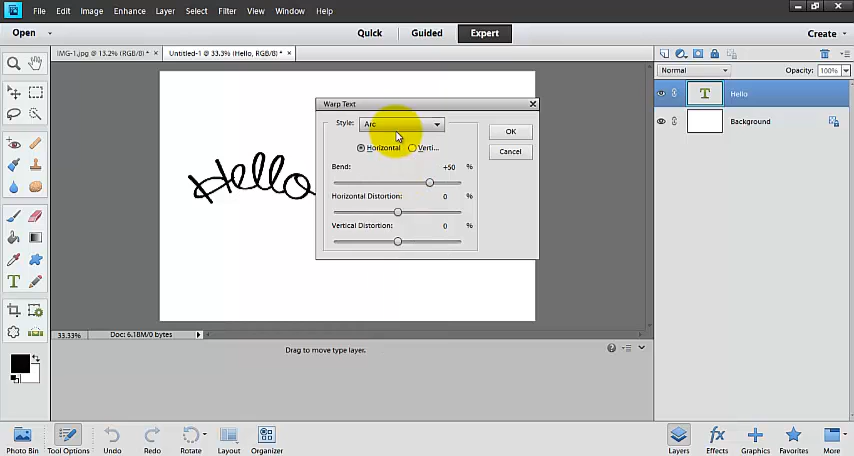 File Edit Image Enhance Layer Select Filter View Window Help
Open Quick Guided Expert Create
IMG-1.jpg @ 13.2% (RGB/8) * × Untitled-1 @ 33.3% (Hello, RGB/8) * ×
Normal Opacity: 100%
T Hello
Background
Warp Text
Style: Arc
Horizontal Verti...
Bend: +50 %
Horizontal Distortion: 0 %
Vertical Distortion: 0 %
OK
Cancel
Hello
33.33% Doc: 6.18M/0 bytes
Drag to move type layer.
Photo Bin Tool Options Undo Redo Rotate Layout Organizer Layers Effects Graphics Favorites More